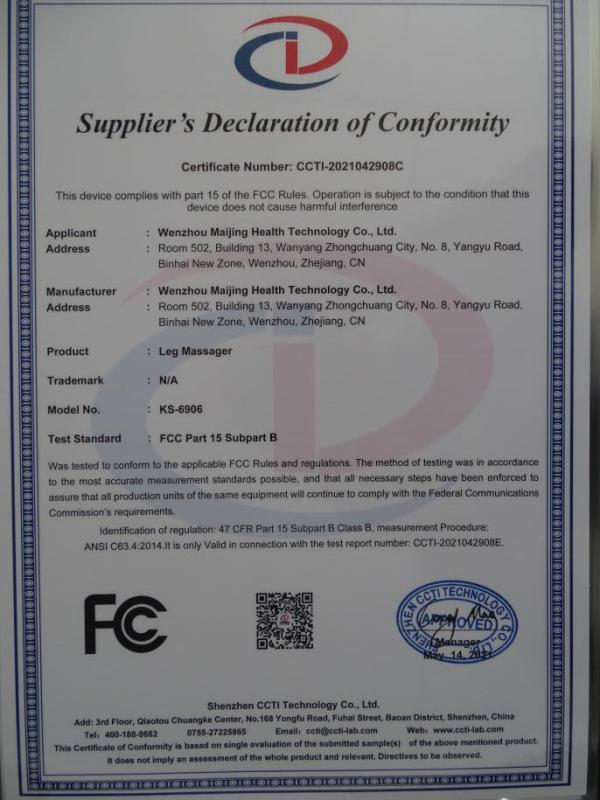 Supplier's Declaration of Conformity
Certificate Number: CCTI-2021042908C
This device complies with part 15 of the FCC Rules. Operation is subject to the condition that this
device does not cause harmful interference
Applicant : Wenzhou Maijing Health Technology Co., Ltd.
Address : Room 502, Building 13, Wanyang Zhongchuang City, No. 8, Yangyu Road,
Binhai New Zone, Wenzhou, Zhejiang, CN
Manufacturer : Wenzhou Maijing Health Technology Co., Ltd.
Address : Room 502, Building 13, Wanyang Zhongchuang City, No. 8, Yangyu Road,
Binhai New Zone, Wenzhou, Zhejiang, CN
Product : Leg Massager
Trademark : N/A
Model No. : KS-6906
Test Standard : FCC Part 15 Subpart B
Was tested to conform to the applicable FCC Rules and regulations. The method of testing was in accordance
to the most accurate measurement standards possible, and that all necessary steps have been enforced to
assure that all production units of the same equipment will continue to comply with the Federal Communications
Commission's requirements.
Identification of regulation: 47 CFR Part 15 Subpart B Class B, measurement Procedure:
ANSI C63.4:2014.It is only Valid in connection with the test report number: CCTI-2021042908E.
FC
SHENZHEN CCTI TECHNOLOGY CO., LTD.
APPROVED
Manager
May. 14, 2021
Shenzhen CCTI Technology Co., Ltd.
Add: 3rd Floor, Qiaotou Chuangke Center, No.168 Yongfu Road, Fuhai Street, Baoan District, Shenzhen, China
Tel: 400-188-9662 0755-27225865 Email: ccti@ccti-lab.com Web: www.ccti-lab.com
This Certificate of Conformity is based on single evaluation of the submitted sample(s) of the above mentioned product.
It does not imply an assessment of the whole product and relevant. Directives to be observed.